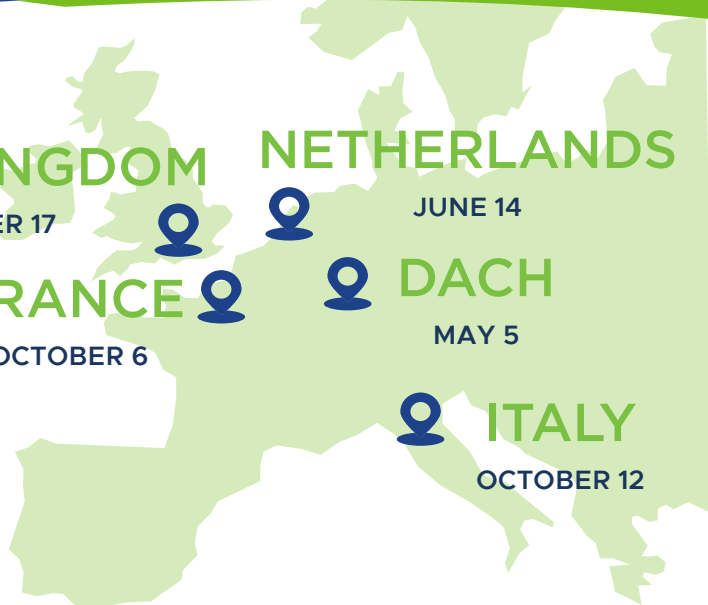 NGDOM
ER 17
NETHERLANDS
JUNE 14
RANCE
OCTOBER 6
DACH
MAY 5
ITALY
OCTOBER 12